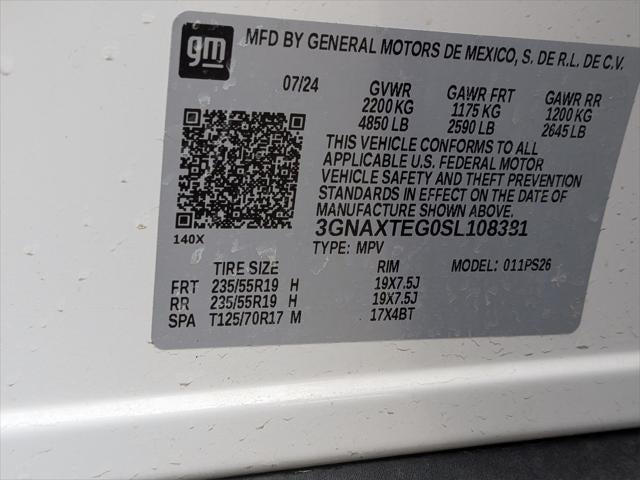 gm
MFD BY GENERAL MOTORS DE MEXICO, S. DE R.L. DE C.V.
07/24 GVWR GAWR FRT GAWR RR
2200 KG 1175 KG 1200 KG
4850 LB 2590 LB 2645 LB
THIS VEHICLE CONFORMS TO ALL
APPLICABLE U.S. FEDERAL MOTOR
VEHICLE SAFETY AND THEFT PREVENTION
STANDARDS IN EFFECT ON THE DATE OF
MANUFACTURE SHOWN ABOVE.
140X 3GNAXTEG0SL108381
TYPE: MPV
TIRE SIZE RIM MODEL: 011PS26
FRT 235/55R19 H 19X7.5J
RR 235/55R19 H 19X7.5J
SPA T125/70R17 M 17X4BT